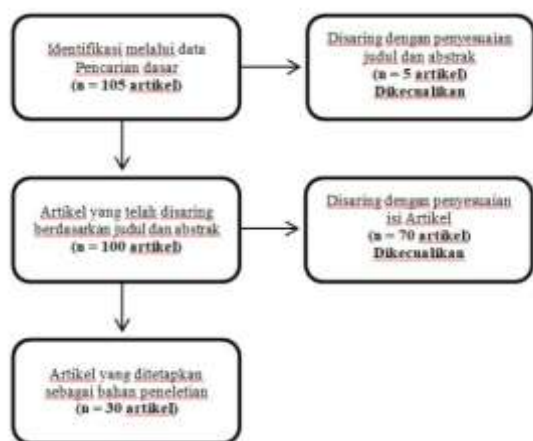 Identifikasi melalui data
Pencarian dasar
(n = 105 artikel)
Disaring dengan penyesuaian
judul dan abstrak
(n = 5 artikel)
Dikecualikan
Artikel yang telah disaring
berdasarkan judul dan abstrak
(n = 100 artikel)
Disaring dengan penyesuaian
isi Artikel
(n = 70 artikel)
Dikecualikan
Artikel yang ditetapkan
sebagai bahan peneletian
(n = 30 artikel)